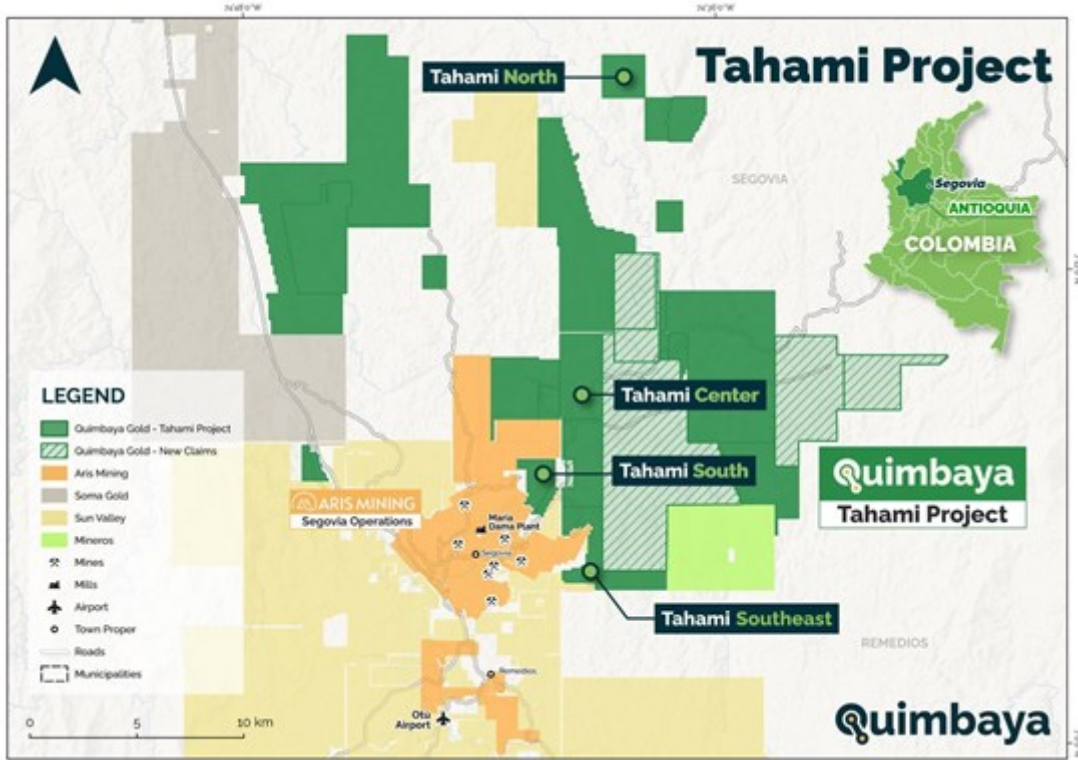 Tahami Project
Tahami North
SEGOVIA
Segovia
ANTIOQUIA
COLOMBIA
Tahami Center
Tahami South
Quimbaya
Tahami Project
Tahami Southeast
LEGEND
Quimbaya Gold - Tahami Project
Quimbaya Gold - New Claims
Aris Mining
Soma Gold
Sun Valley
Mineros
Mines
Mills
Airport
Town Proper
Roads
Municipalities
ARIS MINING
Segovia Operations
Maria
Dama Plant
Segovia
REMEDIOS
Remedios
Otú
Airport
0 5 10 km
Quimbaya